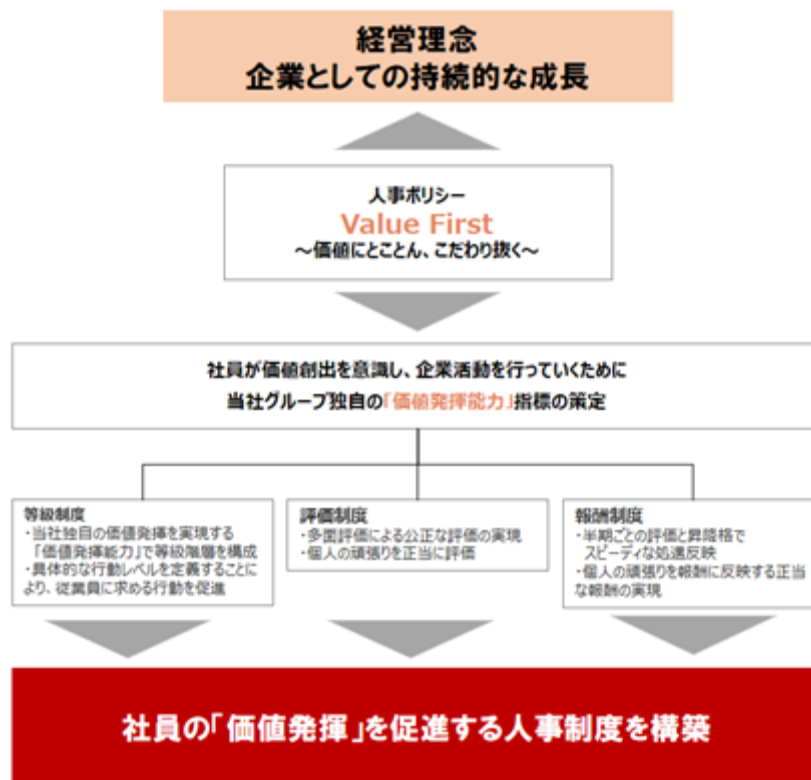 経営理念
企業としての持続的な成長
人事ポリシー
Value First
～価値にとことん、こだわり抜く～
社員が価値創出を意識し、企業活動を行っていくために
当社グループ独自の「価値発揮能力」指標の策定
等級制度
・当社独自の価値発揮を実現する
「価値発揮能力」で等級階層を構成
・具体的な行動レベルを定義することに
より、従業員に求める行動を促進
評価制度
・多面評価による公正な評価の実現
・個人の頑張りを正当に評価
報酬制度
・半期ごとの評価と昇降格で
スピーディな処遇反映
・個人の頑張りを報酬に反映する正当
な報酬の実現
社員の「価値発揮」を促進する人事制度を構築